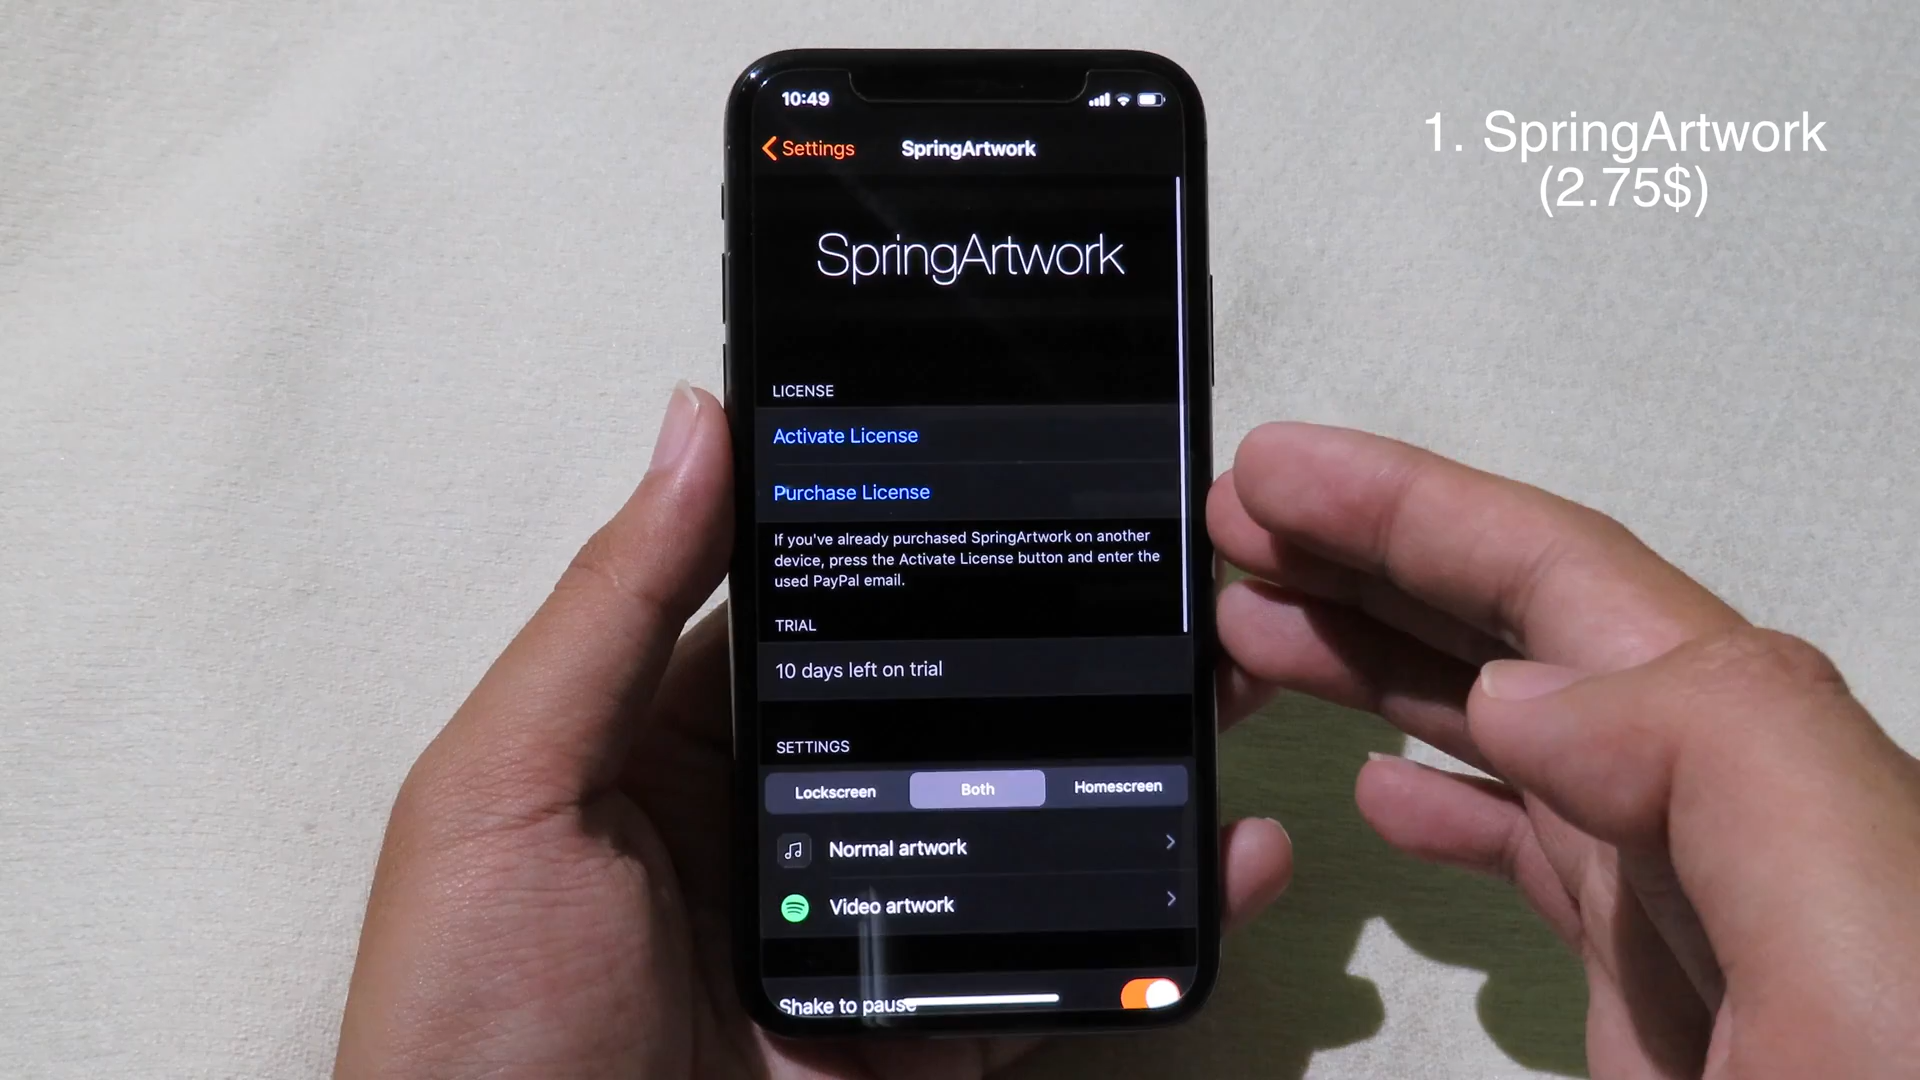 10:49
Settings
SpringArtwork
1. SpringArtwork
(2.75$)
SpringArtwork
LICENSE
Activate License
Purchase License
If you've already purchased SpringArtwork on another
device, press the Activate License button and enter the
used PayPal email.
TRIAL
10 days left on trial
SETTINGS
Lockscreen
Both
Homescreen
Normal artwork
Video artwork
Shake to pause